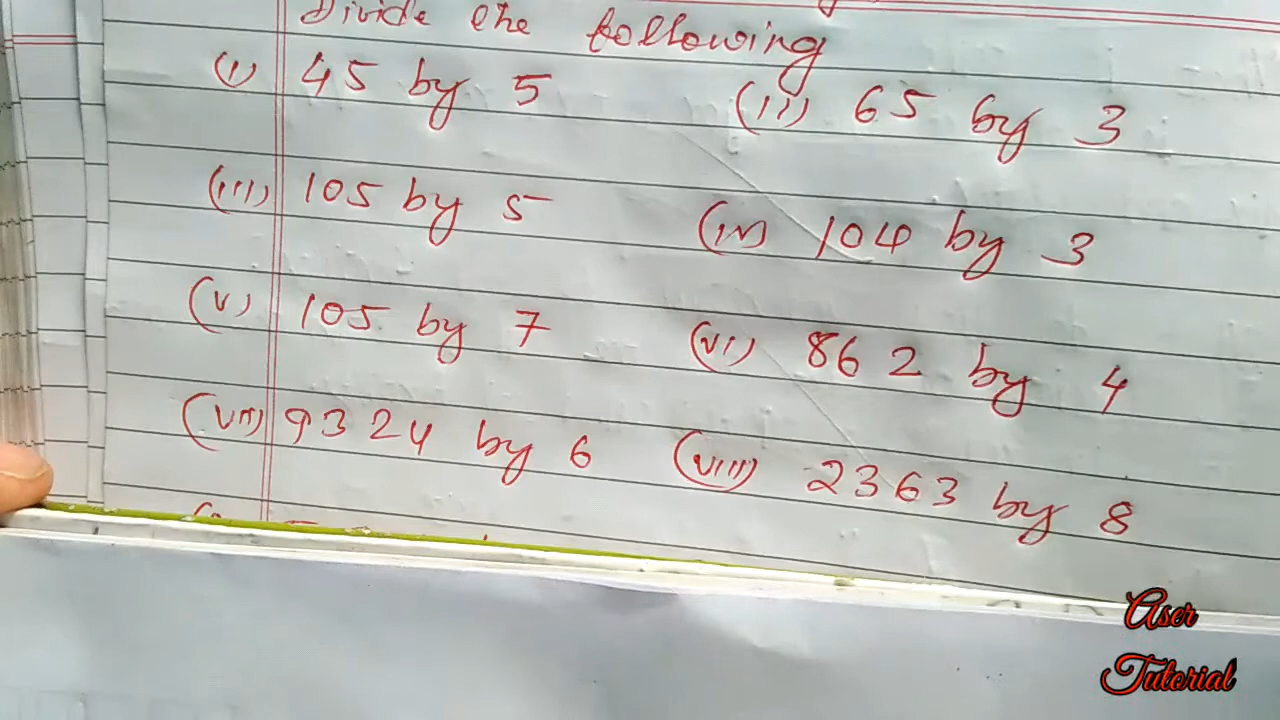 Divide the following
(i) 45 by 5 (ii) 65 by 3
(iii) 105 by 5 (iv) 104 by 3
(v) 105 by 7 (vi) 862 by 4
(vii) 9324 by 6 (viii) 2363 by 8
Aser
Tutorial